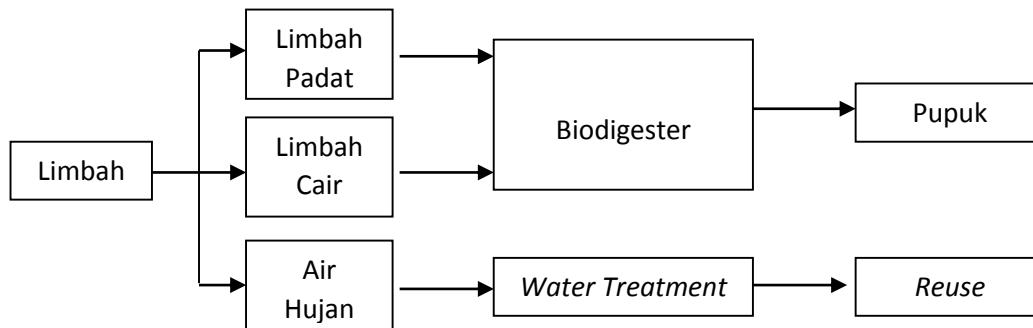 Limbah
Limbah
Padat
Limbah
Cair
Air
Hujan
Biodigester
Water Treatment
Pupuk
Reuse